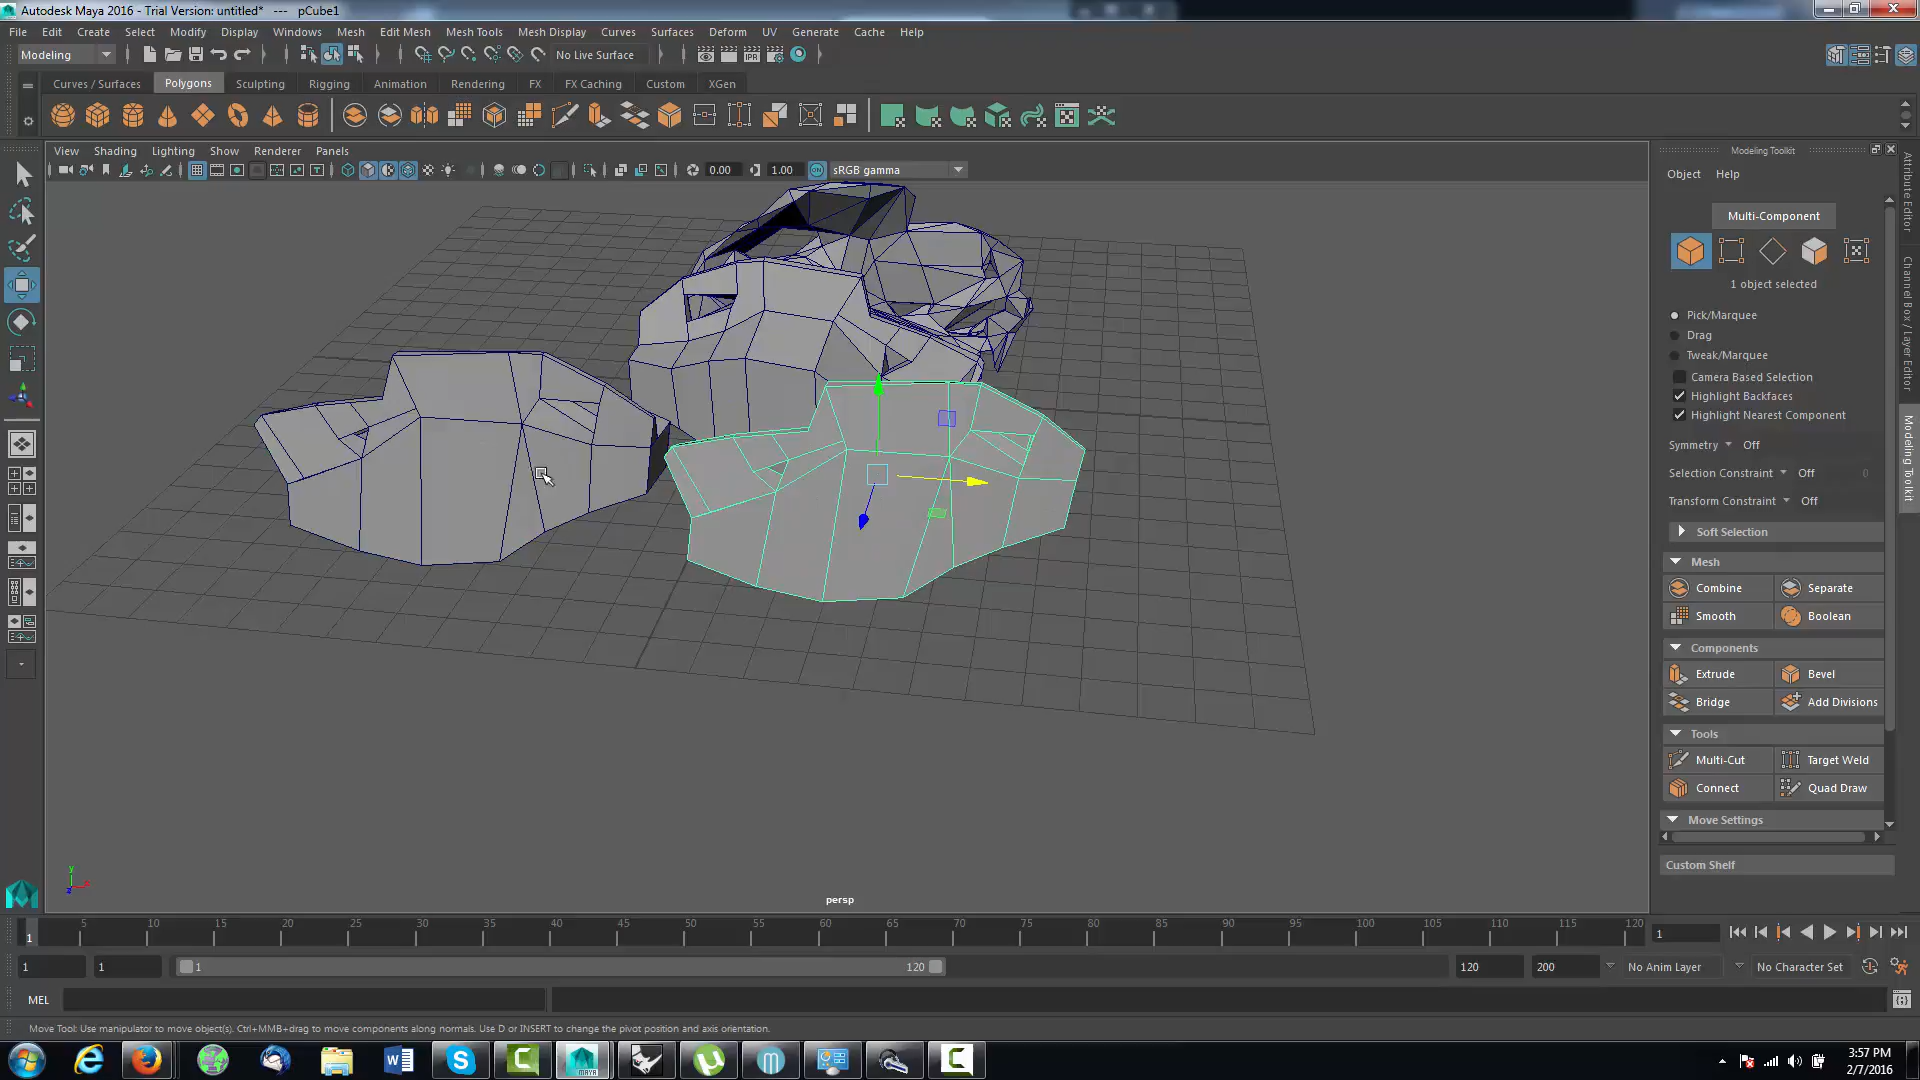 Autodesk Maya 2016 - Trial Version: untitled*   ---   pCube1
File Edit Create Select Modify Display Windows Mesh Edit Mesh Mesh Tools Mesh Display Curves Surfaces Deform UV Generate Cache Help
Modeling No Live Surface
Curves / Surfaces Polygons Sculpting Rigging Animation Rendering FX FX Caching Custom XGen
View Shading Lighting Show Renderer Panels
0.00 1.00 sRGB gamma
Modeling Toolkit
Object Help
Multi-Component
1 object selected
Pick/Marquee
Drag
Tweak/Marquee
Camera Based Selection
Highlight Backfaces
Highlight Nearest Component
Symmetry Off
Selection Constraint Off 0
Transform Constraint Off
Soft Selection
Mesh
Combine Separate
Smooth Boolean
Components
Extrude Bevel
Bridge Add Divisions
Tools
Multi-Cut Target Weld
Connect Quad Draw
Move Settings
Custom Shelf
Attribute Editor
Channel Box / Layer Editor
Modeling Toolkit
persp
5 10 15 20 25 30 35 40 45 50 55 60 65 70 75 80 85 90 95 100 105 110 115 120
1 1
1 1 1 120 120 200 No Anim Layer No Character Set
MEL
Move Tool: Use manipulator to move object(s). Ctrl+MMB+drag to move components along normals. Use D or INSERT to change the pivot position and axis orientation.
3:57 PM
2/7/2016